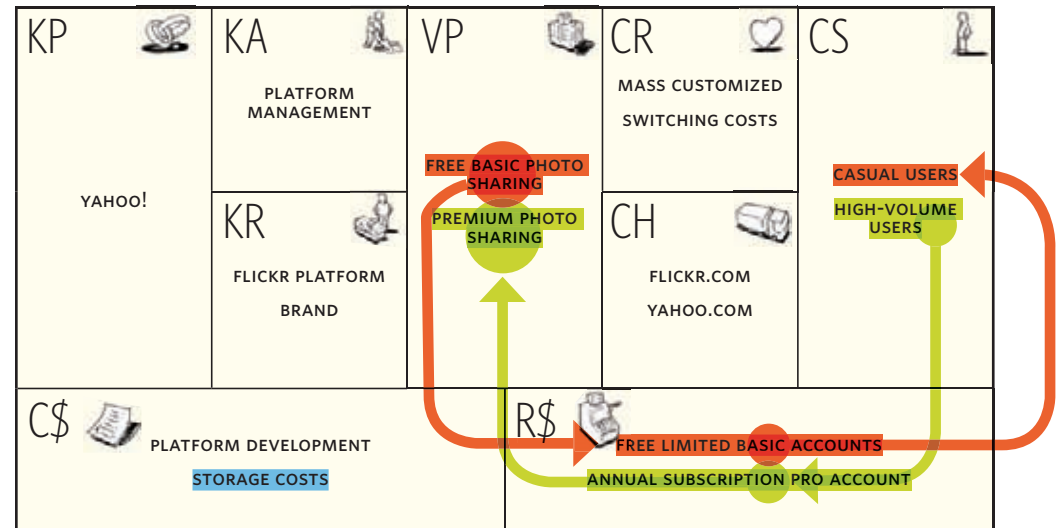 KP
YAHOO!
KA
PLATFORM
MANAGEMENT
KR
FLICKR PLATFORM
BRAND
VP
FREE BASIC PHOTO
SHARING
PREMIUM PHOTO
SHARING
CR
MASS CUSTOMIZED
SWITCHING COSTS
CH
FLICKR.COM
YAHOO.COM
CS
CASUAL USERS
HIGH-VOLUME
USERS
C$
PLATFORM DEVELOPMENT
STORAGE COSTS
R$
FREE LIMITED BASIC ACCOUNTS
ANNUAL SUBSCRIPTION PRO ACCOUNT